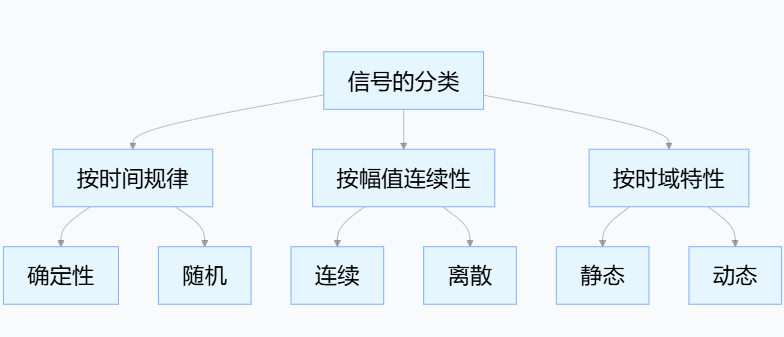 信号的分类
按时间规律
按幅值连续性
按时域特性
确定性
随机
连续
离散
静态
动态